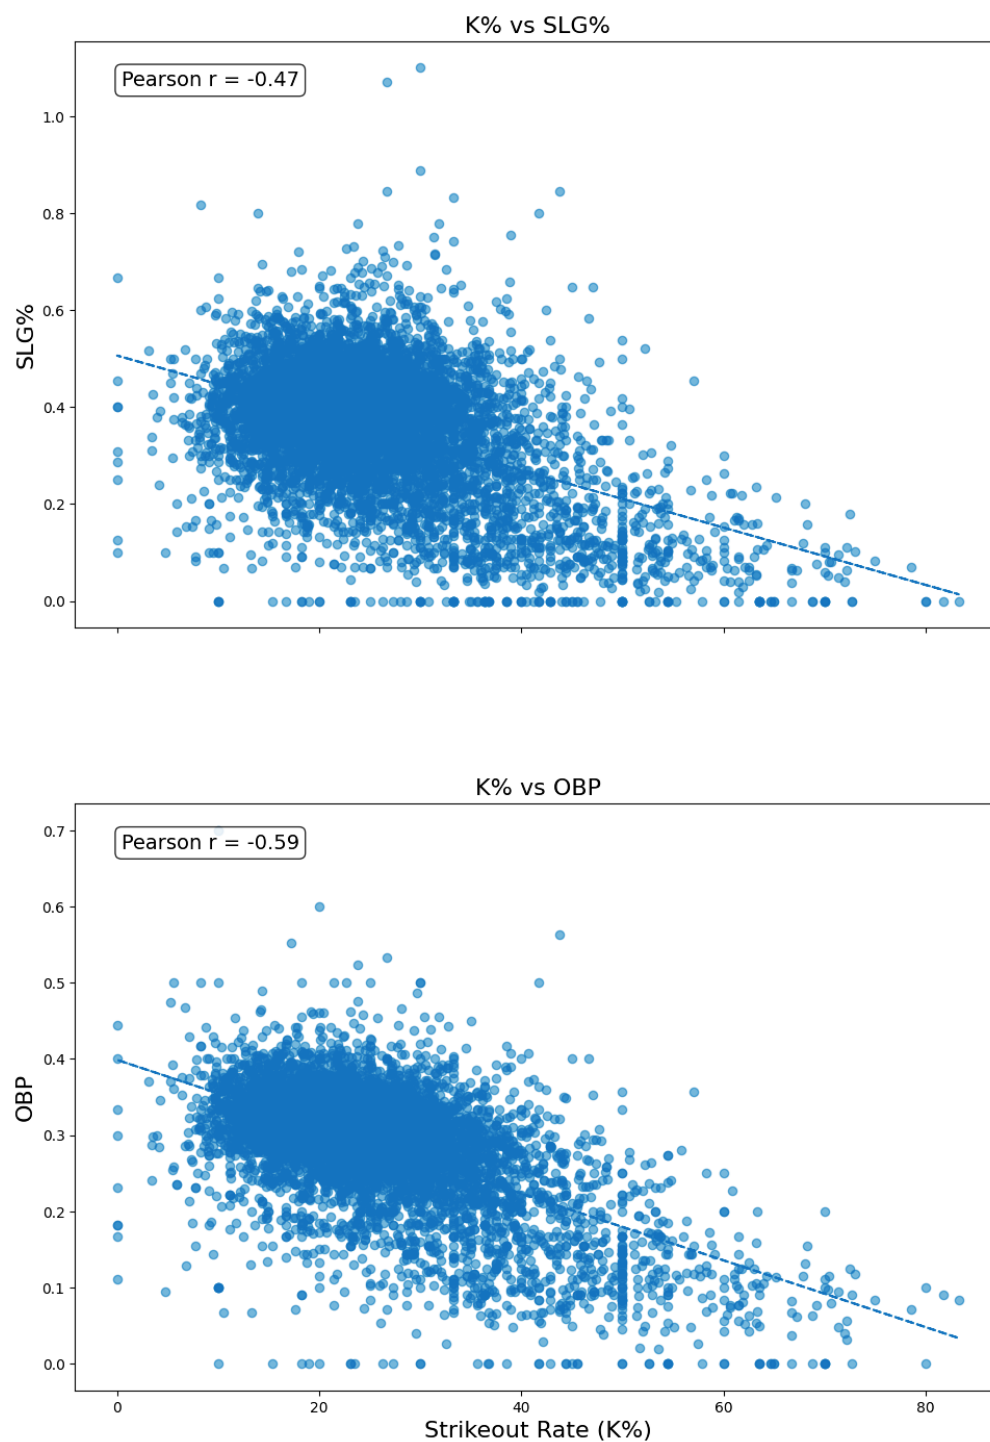 K% vs SLG%
Pearson r = -0.47
1.0
0.8
0.6
0.4
0.2
0.0
SLG%
K% vs OBP
Pearson r = -0.59
0.7
0.6
0.5
0.4
0.3
0.2
0.1
0.0
OBP
0 20 40 60 80
Strikeout Rate (K%)